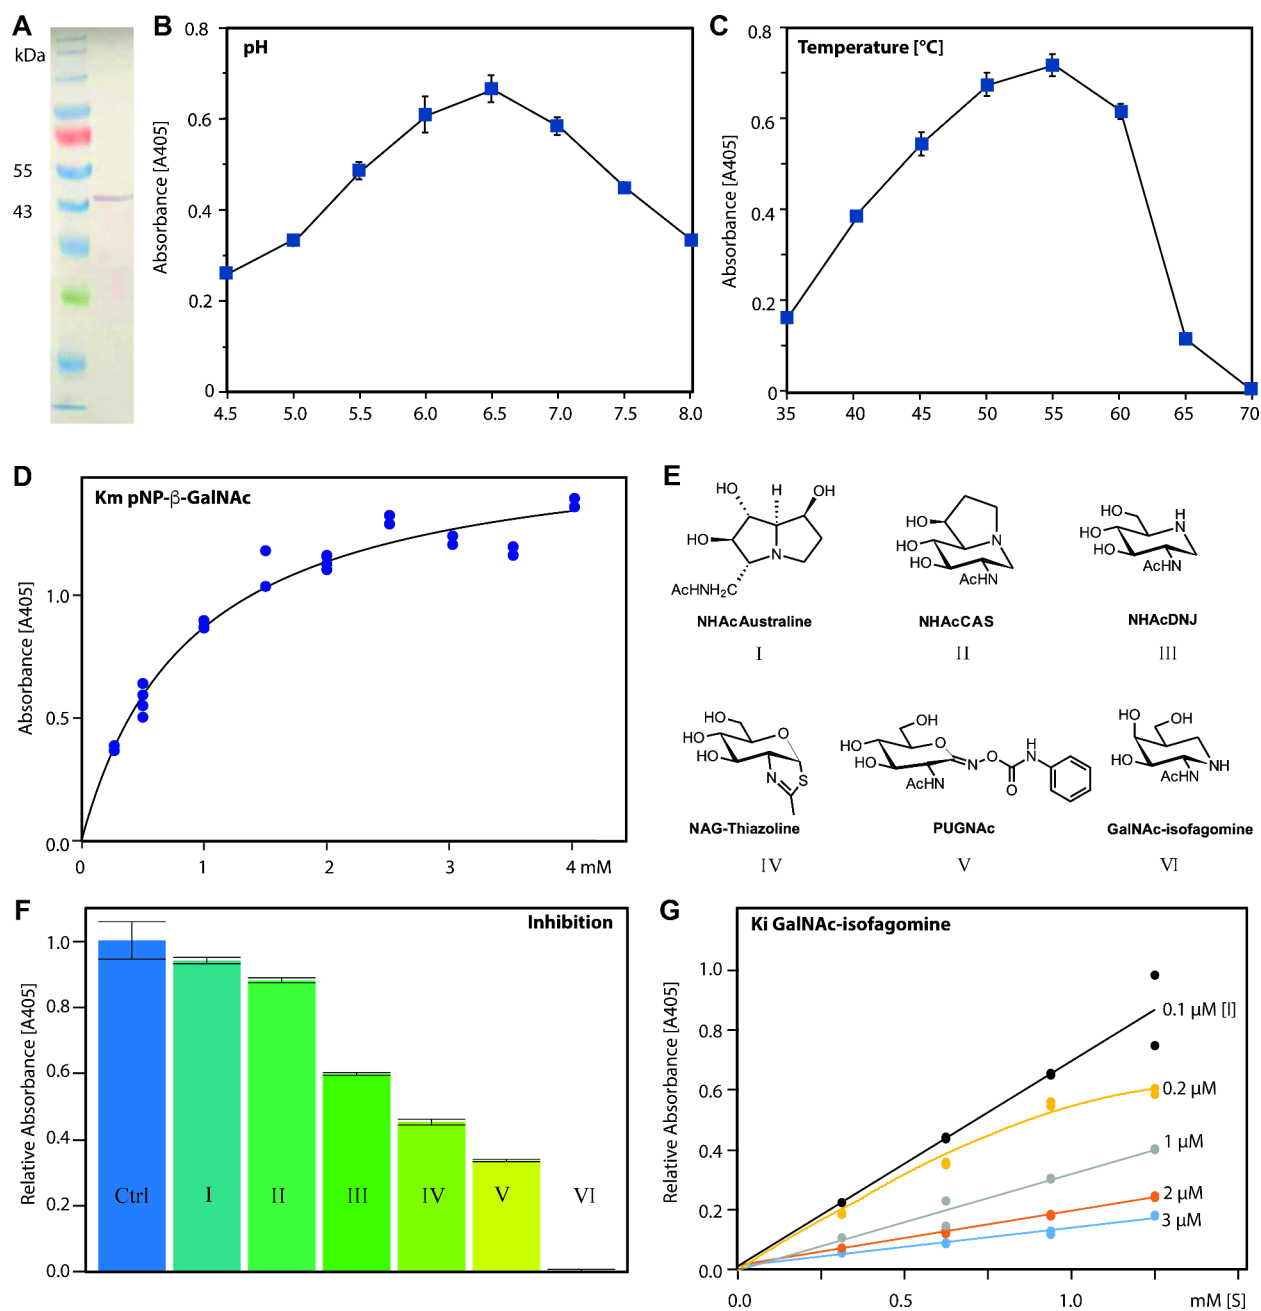 A
kDa
55
43
B
pH
Absorbance [A405]
0.8
0.6
0.4
0.2
0
4.5 5.0 5.5 6.0 6.5 7.0 7.5 8.0
C
Temperature [°C]
Absorbance [A405]
0.8
0.6
0.4
0.2
0
35 40 45 50 55 60 65 70
D
Km pNP-β-GalNAc
Absorbance [A405]
1.0
0.5
0.0
0 1 2 3 4 mM
E
HO H OH
HO
N
AcHNH₂C
NHAcAustraline
I
HO
HO
HO
N
AcHN
NHAcCAS
II
HO
HO
HO
H
N
AcHN
NHAcDNJ
III
HO
HO
HO
O
N
S
NAG-Thiazoline
IV
OH
HO
HO
O
AcHN
N
O
O
H
N
PUGNAc
V
HO
OH
HO
AcHN
NH
GalNAc-isofagomine
VI
F
Inhibition
Relative Absorbance [A405]
1.0
0.8
0.6
0.4
0.2
0.0
Ctrl I II III IV V VI
G
Ki GalNAc-isofagomine
Relative Absorbance [A405]
1.0
0.8
0.6
0.4
0.2
0.0
0.1 µM [I]
0.2 µM
1 µM
2 µM
3 µM
0.0 0.5 1.0 mM [S]